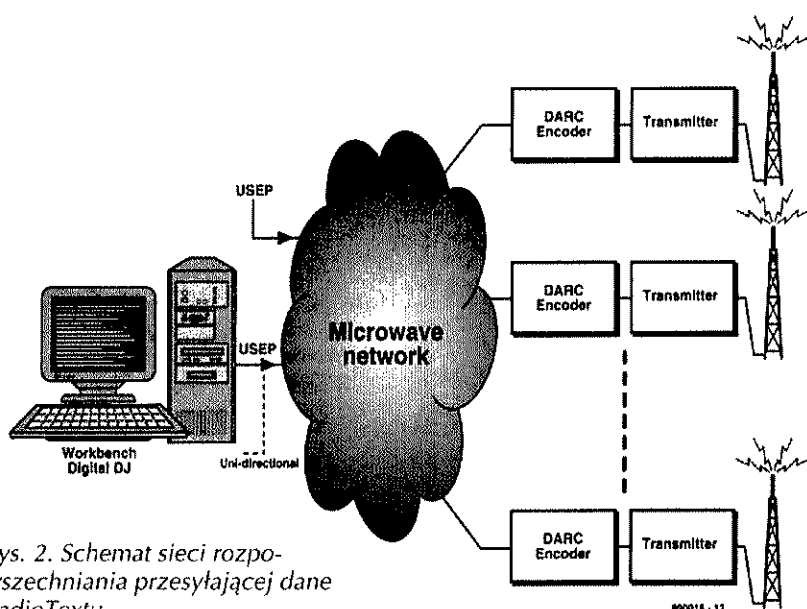 DARC
Encoder
Transmitter
USEP
DARC
Encoder
Transmitter
Microwave
network
USEP
Workbench
Digital DJ
Uni-directional
DARC
Encoder
Transmitter
ys. 2. Schemat sieci rozpo-
szechniania przesyłającej dane
adioTextu